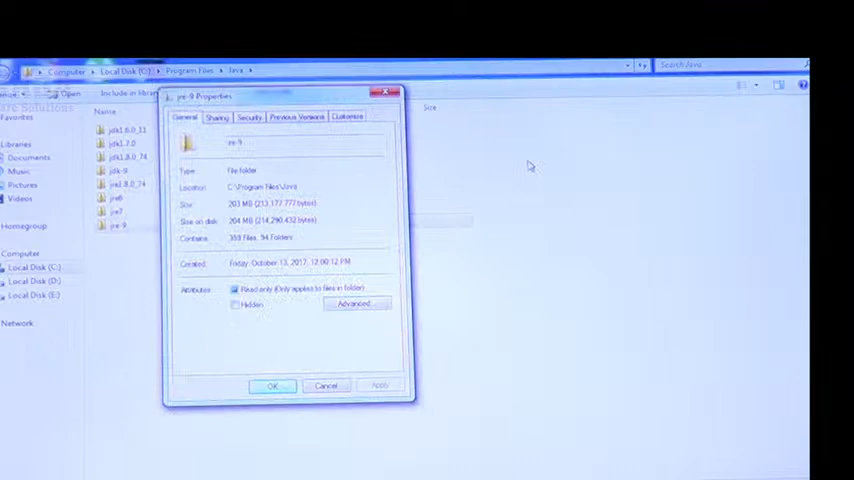 Computer ▸ Local Disk (C:) ▸ Program Files ▸ Java ▸
Search Java
Open
Include in library
re Solutions
jre-9 Properties
General
Sharing
Security
Previous Versions
Customize
jre-9
Type:
File folder
Location:
C:\Program Files\Java
Size:
203 MB (213,177,777 bytes)
Size on disk:
204 MB (214,290,432 bytes)
Contains:
Files, 94 Folders
Created:
Friday, October 13, 2017, 12:00:12 PM
Attributes:
Read-only (Only applies to files in folder)
Hidden
Advanced...
OK
Cancel
Apply
Name
Size
jdk1.6.0_11
jdk1.7.0
jdk1.8.0_74
jdk-9
jre1.8.0_74
jre6
jre7
jre-9
Favorites
Libraries
Documents
Music
Pictures
Videos
Homegroup
Computer
Local Disk (C:)
Local Disk (D:)
Local Disk (E:)
Network